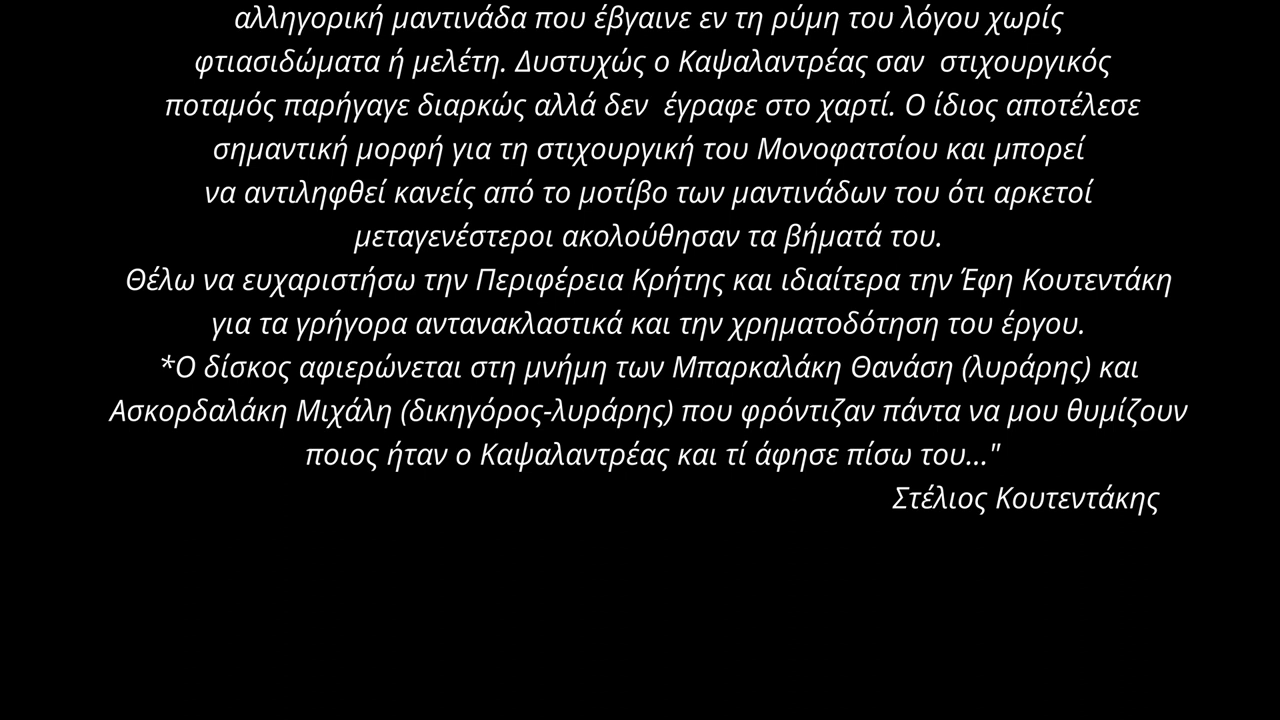 αλληγορική μαντινάδα που έβγαινε εν τη ρύμη του λόγου χωρίς
φτιασιδώματα ή μελέτη. Δυστυχώς ο Καψαλαντρέας σαν  στιχουργικός
ποταμός παρήγαγε διαρκώς αλλά δεν  έγραφε στο χαρτί. Ο ίδιος αποτέλεσε
σημαντική μορφή για τη στιχουργική του Μονοφατσίου και μπορεί
να αντιληφθεί κανείς από το μοτίβο των μαντινάδων του ότι αρκετοί
μεταγενέστεροι ακολούθησαν τα βήματά του.
Θέλω να ευχαριστήσω την Περιφέρεια Κρήτης και ιδιαίτερα την Έφη Κουτεντάκη
για τα γρήγορα αντανακλαστικά και την χρηματοδότηση του έργου.
*Ο δίσκος αφιερώνεται στη μνήμη των Μπαρκαλάκη Θανάση (λυράρης) και
Ασκορδαλάκη Μιχάλη (δικηγόρος-λυράρης) που φρόντιζαν πάντα να μου θυμίζουν
ποιος ήταν ο Καψαλαντρέας και τί άφησε πίσω του..."
Στέλιος Κουτεντάκης